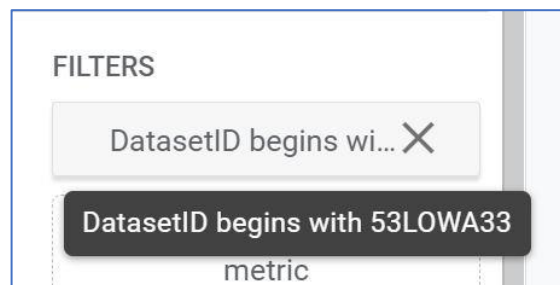 FILTERS
DatasetID begins wi...
DatasetID begins with 53LOWA33
metric